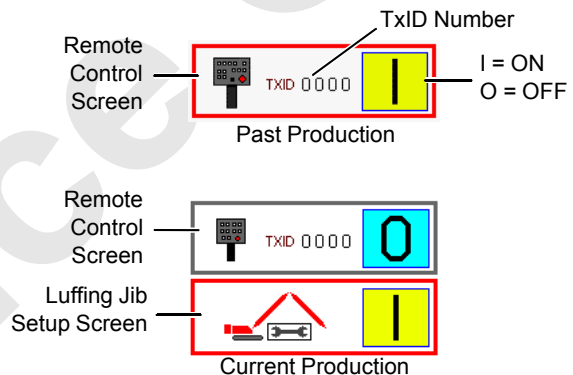 TxID Number
Remote
Control
Screen
TXID 0000
I
I = ON
O = OFF
Past Production
Remote
Control
Screen
TXID 0000
0
Luffing Jib
Setup Screen
I
Current Production